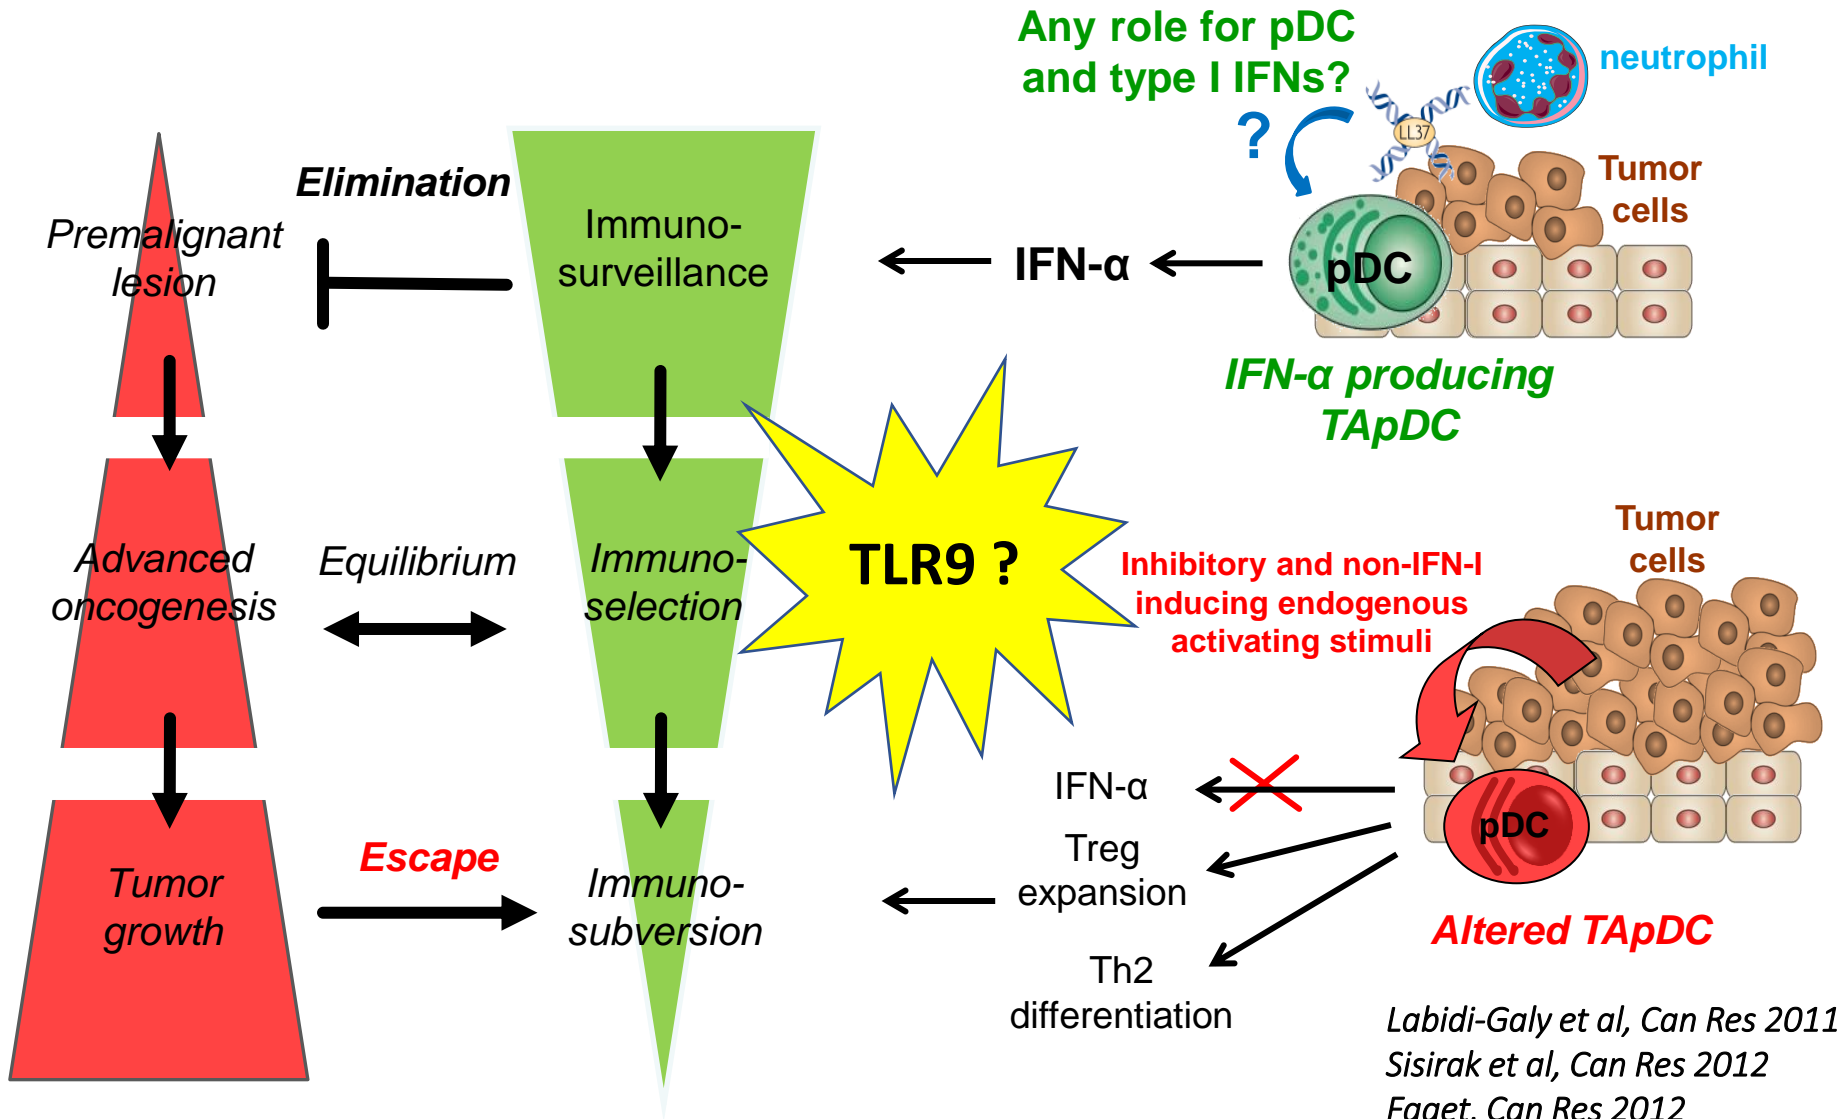 Any role for pDC
and type I IFNs?
neutrophil
?
LL37
Tumor
cells
Elimination
Premalignant
lesion
Immuno-
surveillance
IFN-α
pDC
IFN-α producing
TApDC
Advanced
oncogenesis
Equilibrium
Immuno-
selection
TLR9 ?
Inhibitory and non-IFN-I
inducing endogenous
activating stimuli
Tumor
cells
IFN-α
Treg
expansion
Th2
differentiation
pDC
Altered TApDC
Tumor
growth
Escape
Immuno-
subversion
Labidi-Galy et al, Can Res 2011
Sisirak et al, Can Res 2012
Faget, Can Res 2012